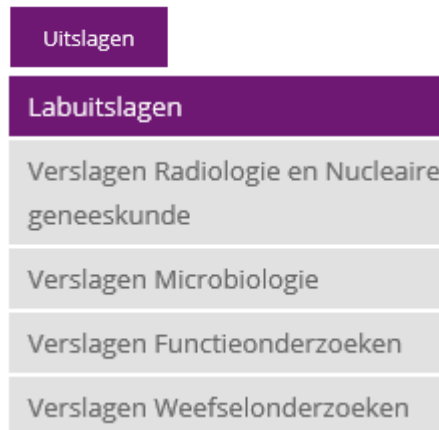 Uitslagen
Labuitslagen
Verslagen Radiologie en Nucleaire
geneeskunde
Verslagen Microbiologie
Verslagen Functieonderzoeken
Verslagen Weefselonderzoeken